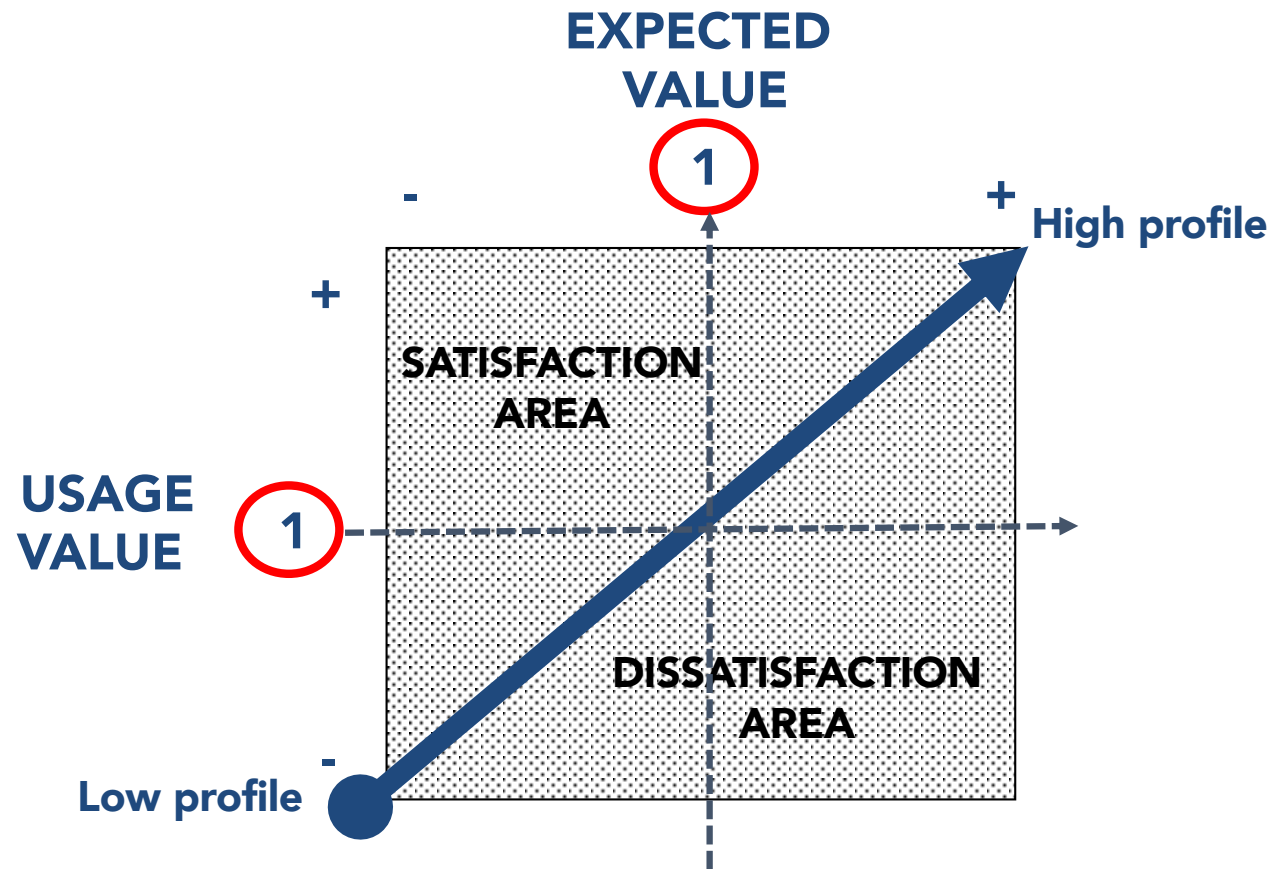 EXPECTED
VALUE
1
-
+
High profile
+
SATISFACTION
AREA
USAGE
VALUE
1
DISSATISFACTION
AREA
-
Low profile